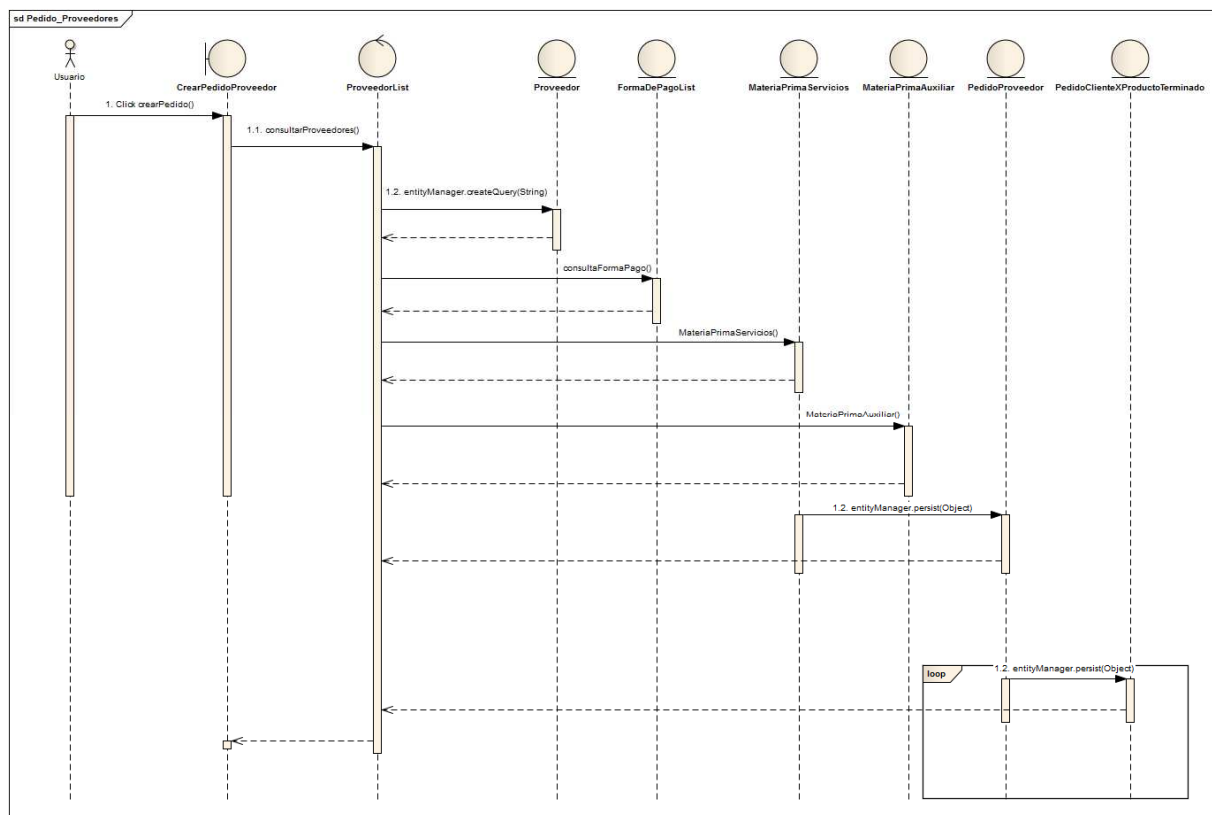 sd Pedido_Proveedores
Usuario
CrearPedidoProveedor
ProveedorList
Proveedor
FormaDePagoList
MateriaPrimaServicios
MateriaPrimaAuxiliar
PedidoProveedor
PedidoClienteXProductoTerminado
1. Click crearPedido()
1.1. consultarProveedores()
1.2. entityManager.createQuery(String)
consultaFormaPago()
MateriaPrimaServicios()
MateriaPrimaAuxiliar()
1.2. entityManager.persist(Object)
loop
1.2. entityManager.persist(Object)